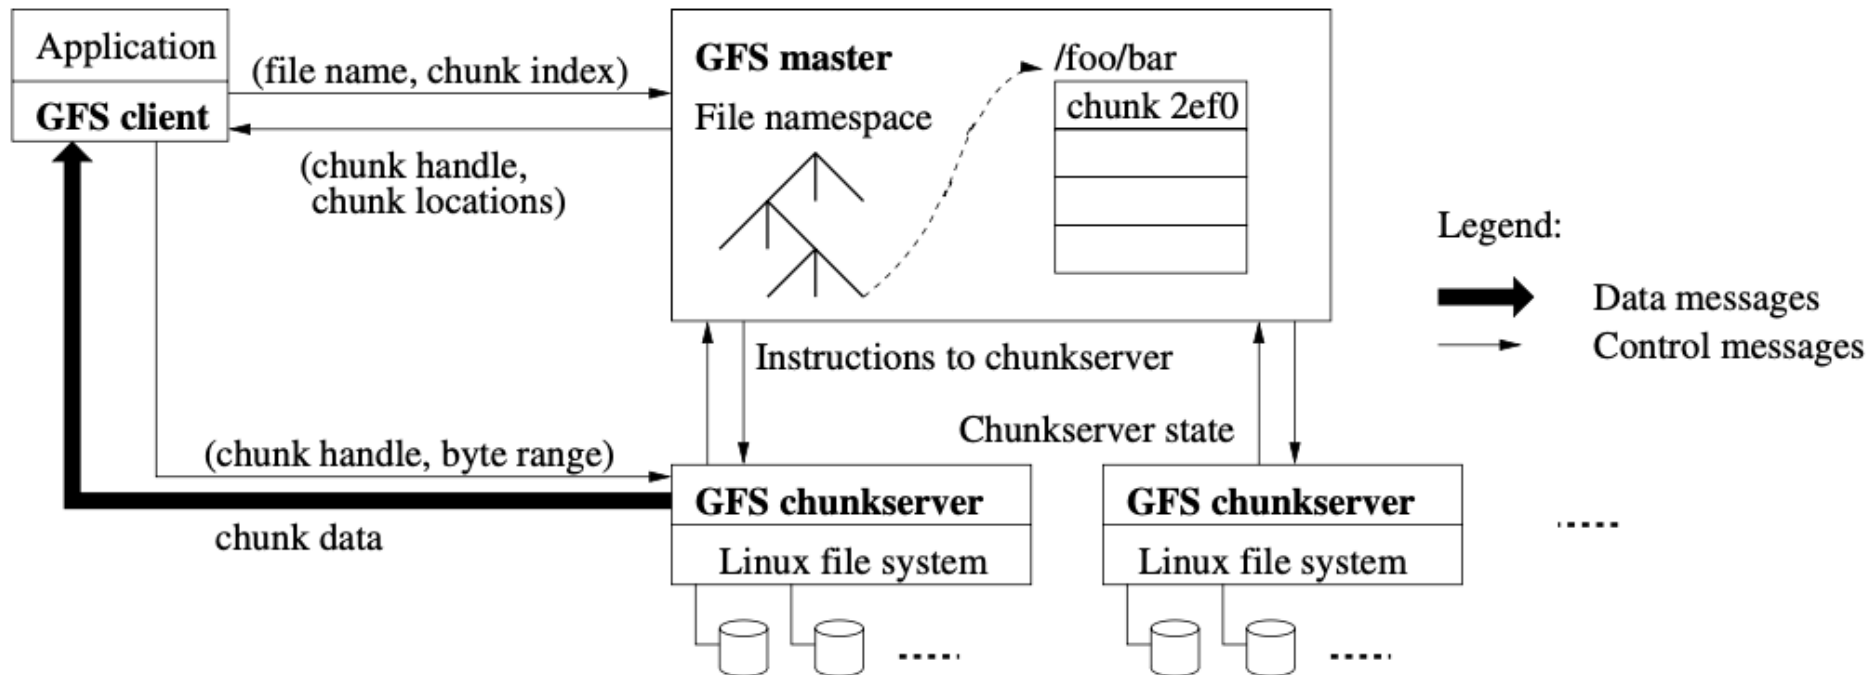 Application
GFS client
(file name, chunk index)
(chunk handle,
chunk locations)
GFS master
File namespace
/foo/bar
chunk 2ef0
Legend:
Data messages
Control messages
Instructions to chunkserver
Chunkserver state
(chunk handle, byte range)
chunk data
GFS chunkserver
Linux file system
GFS chunkserver
Linux file system